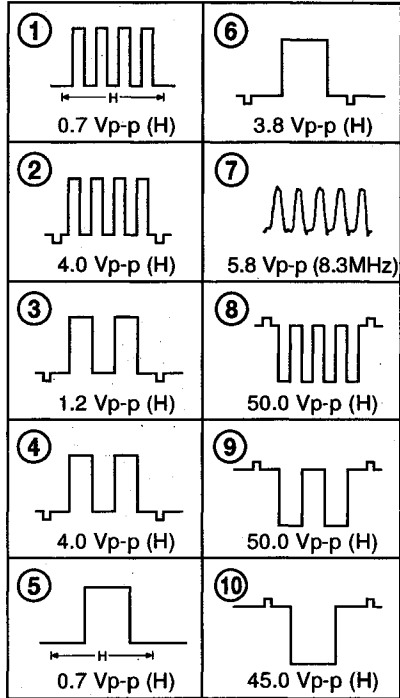 1
H
0.7 Vp-p (H)
2
4.0 Vp-p (H)
3
1.2 Vp-p (H)
4
4.0 Vp-p (H)
5
H
0.7 Vp-p (H)
6
3.8 Vp-p (H)
7
5.8 Vp-p (8.3MHz)
8
50.0 Vp-p (H)
9
50.0 Vp-p (H)
10
45.0 Vp-p (H)